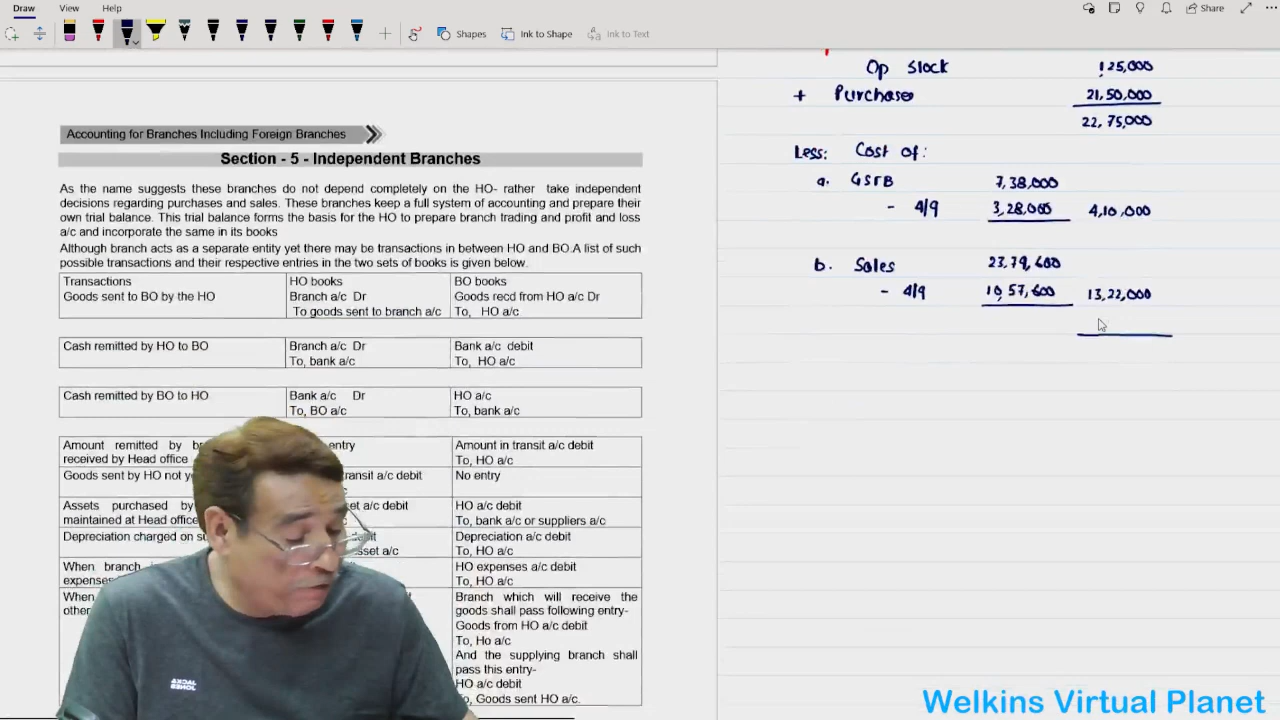 Draw View Help
Share
Shapes Ink to Shape Ink to Text
Accounting for Branches Including Foreign Branches
Section - 5 - Independent Branches
As the name suggests these branches do not depend completely on the HO- rather take independent
decisions regarding purchases and sales. These branches keep a full system of accounting and prepare their
own trial balance. This trial balance forms the basis for the HO to prepare branch trading and profit and loss
a/c and incorporate the same in its books
Although branch acts as a separate entity yet there may be transactions in between HO and BO.A list of such
possible transactions and their respective entries in the two sets of books is given below.
Transactions HO books BO books
Goods sent to BO by the HO Branch a/c Dr Goods recd from HO a/c Dr
To goods sent to branch a/c To, HO a/c
Cash remitted by HO to BO Branch a/c Dr Bank a/c debit
To, bank a/c To, HO a/c
Cash remitted by BO to HO Bank a/c Dr HO a/c
To, BO a/c To, bank a/c
Amount remitted by entry Amount in transit a/c debit
received by Head office To, HO a/c
Goods sent by HO not transit a/c debit No entry
Assets purchased by a/c debit HO a/c debit
maintained at Head To, bank a/c or suppliers a/c
Depreciation charged on Depreciation a/c debit
a/c To, HO a/c
When branch HO expenses a/c debit
To, HO a/c
When Branch which will receive the
goods shall pass following entry-
Goods from HO a/c debit
To, Ho a/c
And the supplying branch shall
pass this entry-
HO a/c debit
To, Goods sent HO a/c.
Op Stock 125,000
+ Purchases 21,50,000
22,75,000
Less: Cost of:
a. GSTB 7,38,000
- 4/9 3,28,000 4,10,000
b. Sales 23,79,600
- 4/9 10,57,600 13,22,000
JACK &
JONES
Welkins Virtual Planet